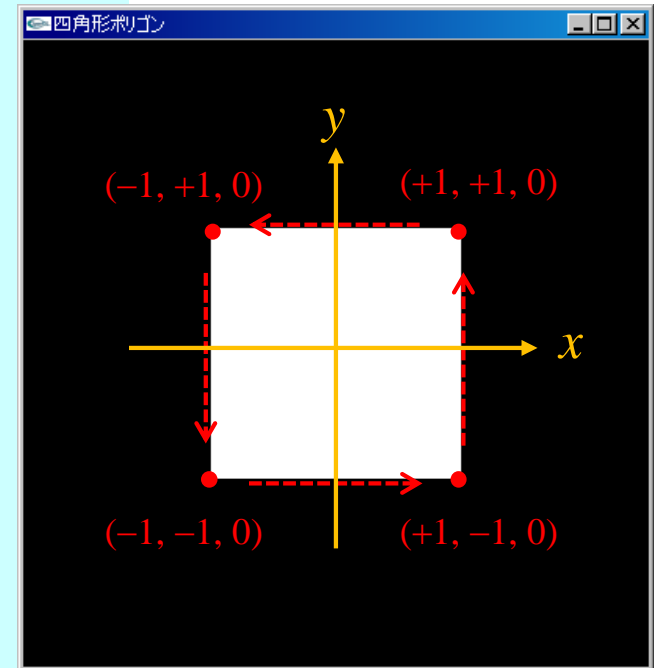 四角形ポリゴン
y
(−1, +1, 0) (+1, +1, 0)
x
(−1, −1, 0) (+1, −1, 0)